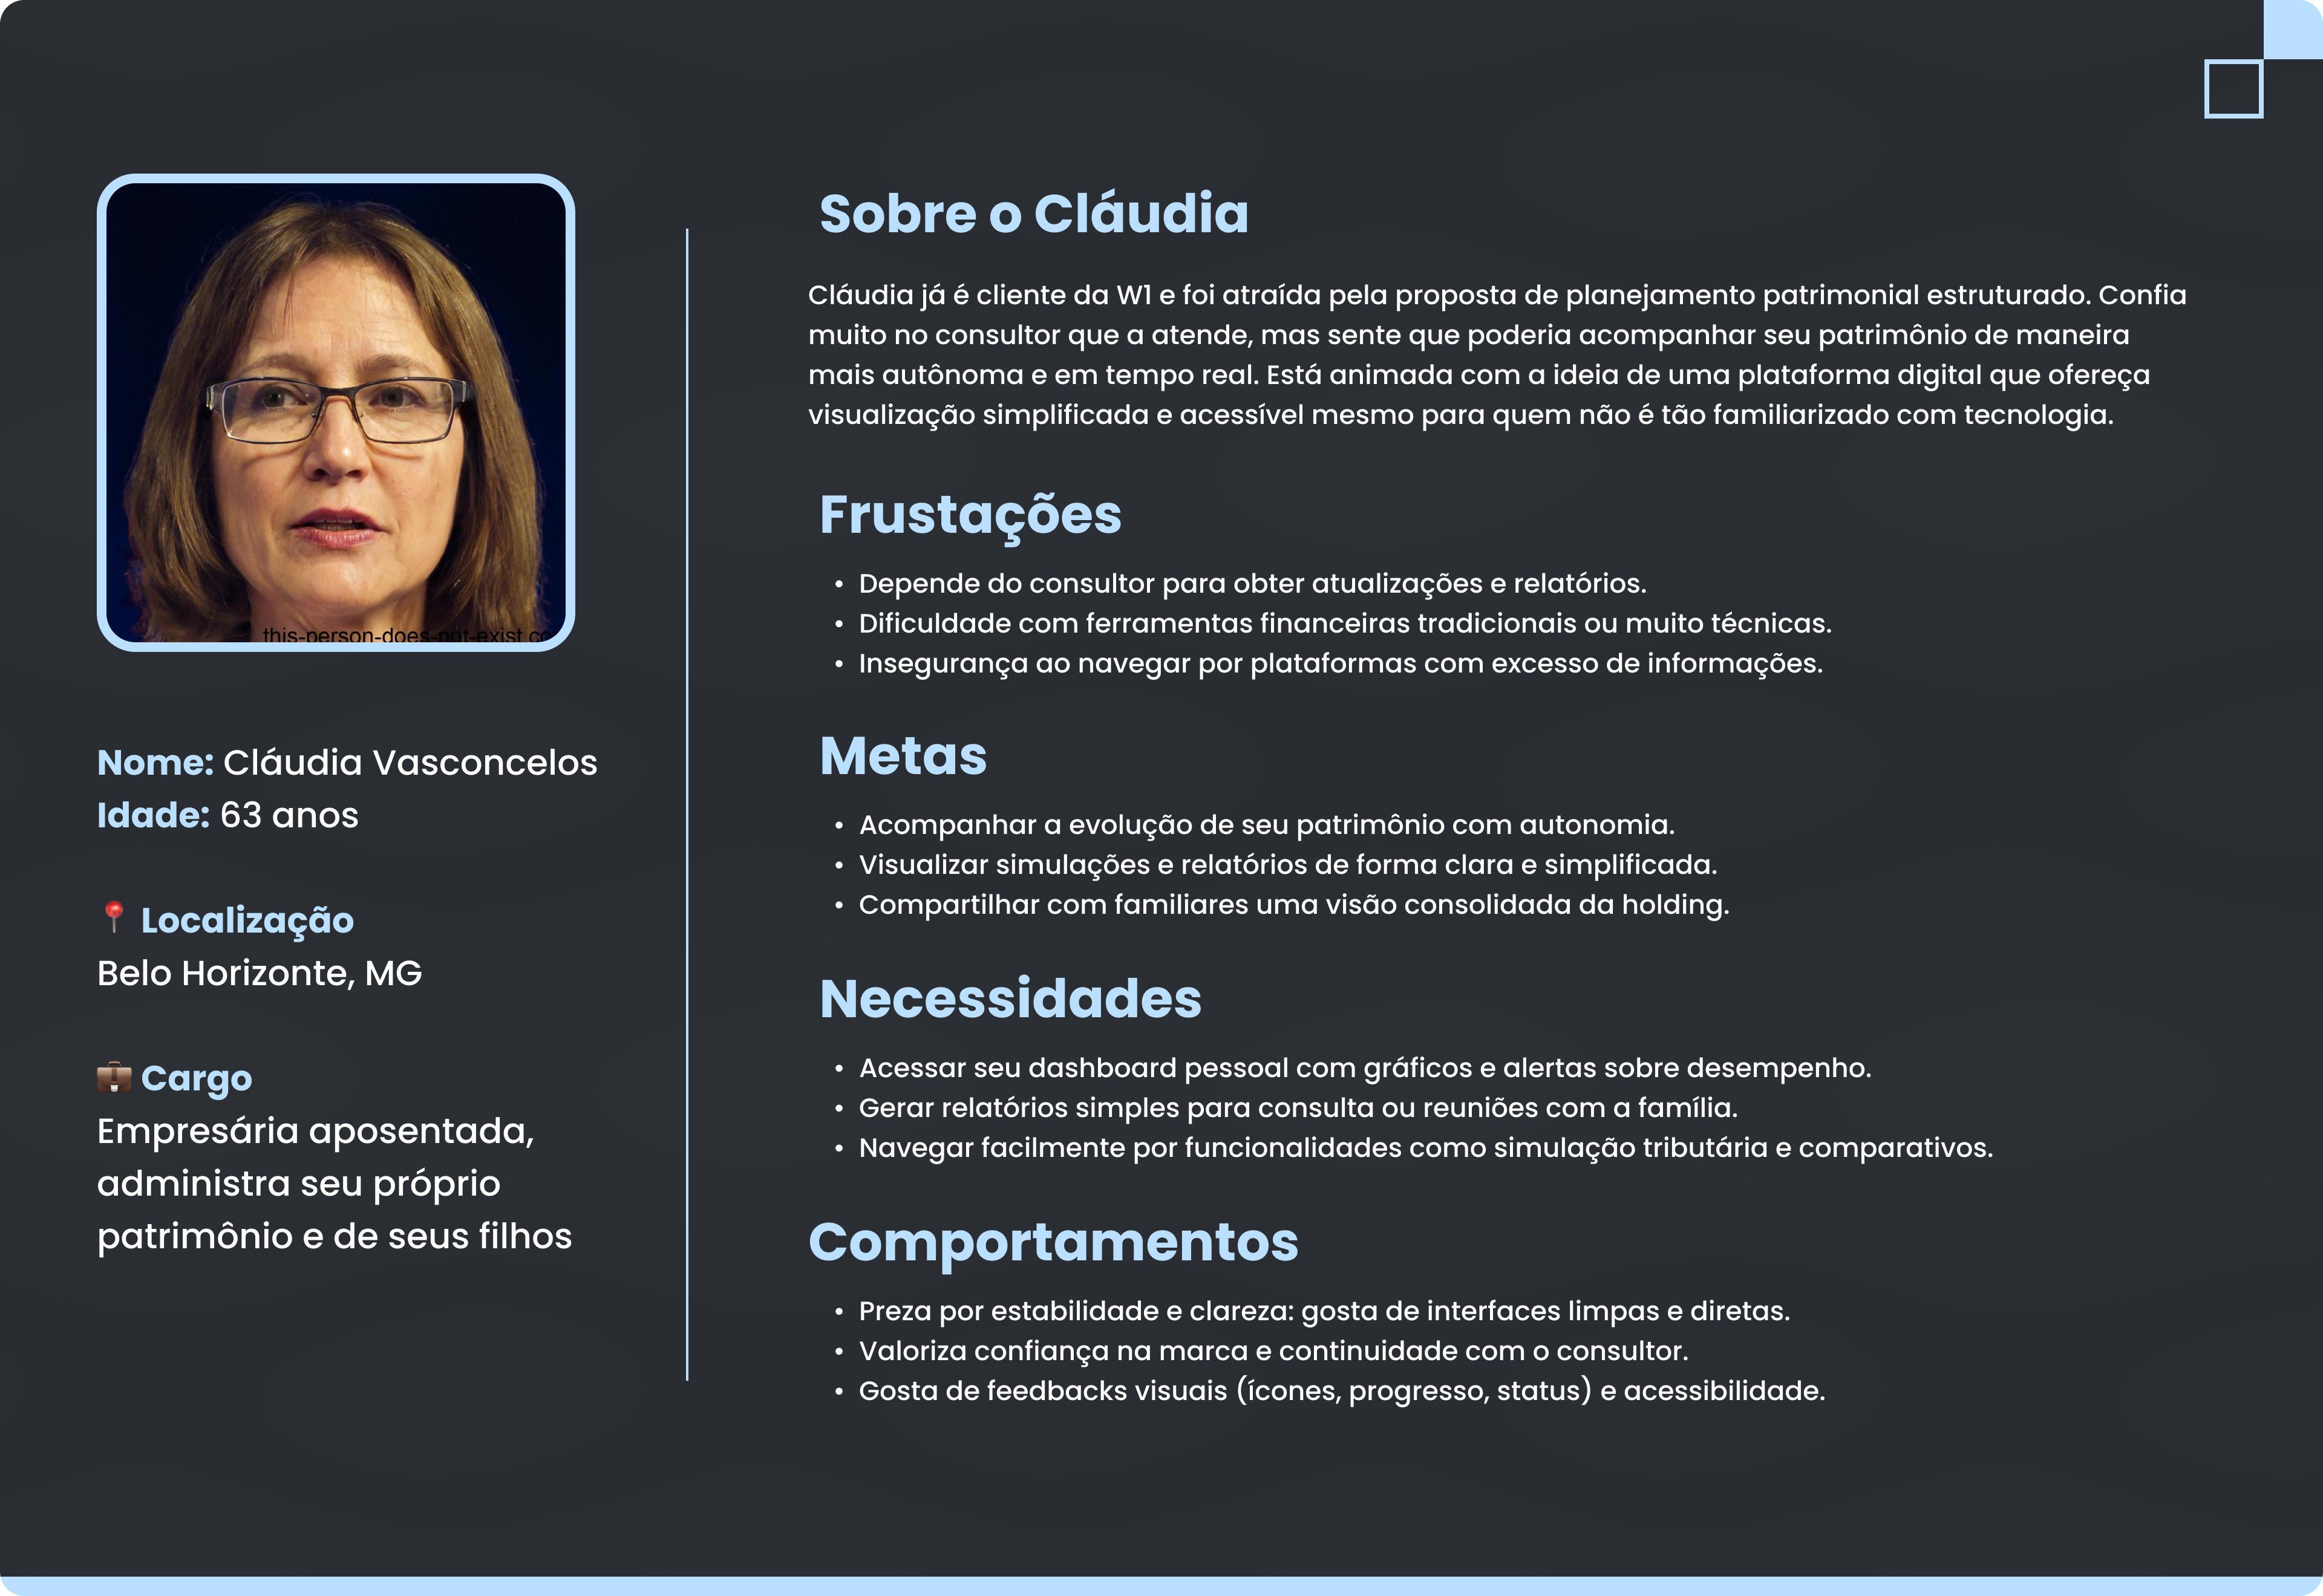 this-person-does-not-exist.co
Nome: Cláudia Vasconcelos
Idade: 63 anos
📍 Localização
Belo Horizonte, MG
💼 Cargo
Empresária aposentada,
administra seu próprio
patrimônio e de seus filhos
Sobre o Cláudia
Cláudia já é cliente da W1 e foi atraída pela proposta de planejamento patrimonial estruturado. Confia
muito no consultor que a atende, mas sente que poderia acompanhar seu patrimônio de maneira
mais autônoma e em tempo real. Está animada com a ideia de uma plataforma digital que ofereça
visualização simplificada e acessível mesmo para quem não é tão familiarizado com tecnologia.
Frustações
• Depende do consultor para obter atualizações e relatórios.
• Dificuldade com ferramentas financeiras tradicionais ou muito técnicas.
• Insegurança ao navegar por plataformas com excesso de informações.
Metas
• Acompanhar a evolução de seu patrimônio com autonomia.
• Visualizar simulações e relatórios de forma clara e simplificada.
• Compartilhar com familiares uma visão consolidada da holding.
Necessidades
• Acessar seu dashboard pessoal com gráficos e alertas sobre desempenho.
• Gerar relatórios simples para consulta ou reuniões com a família.
• Navegar facilmente por funcionalidades como simulação tributária e comparativos.
Comportamentos
• Preza por estabilidade e clareza: gosta de interfaces limpas e diretas.
• Valoriza confiança na marca e continuidade com o consultor.
• Gosta de feedbacks visuais (ícones, progresso, status) e acessibilidade.